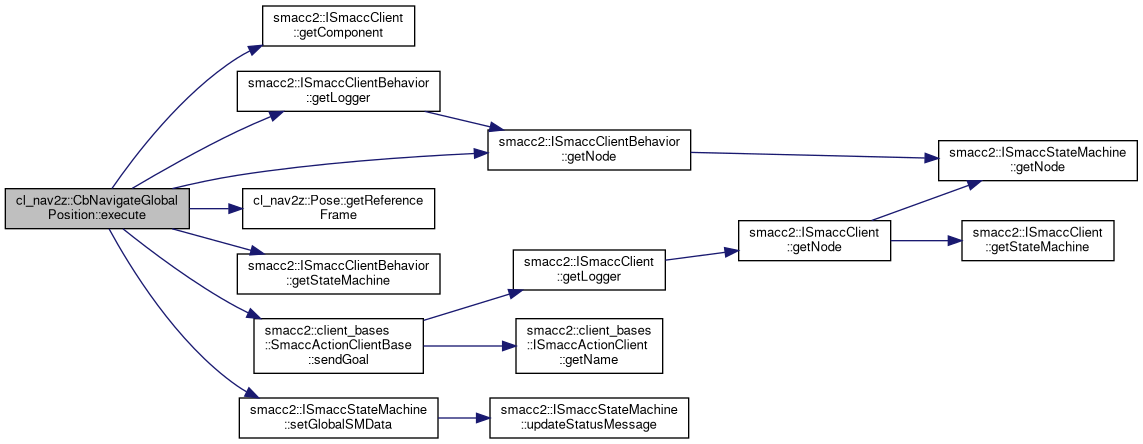 smacc2::ISmaccClient
::getComponent
smacc2::ISmaccClientBehavior
::getLogger
smacc2::ISmaccClientBehavior
::getNode
smacc2::ISmaccStateMachine
::getNode
cl_nav2z::CbNavigateGlobal
Position::execute
cl_nav2z::Pose::getReference
Frame
smacc2::ISmaccClient
::getNode
smacc2::ISmaccClient
::getStateMachine
smacc2::ISmaccClientBehavior
::getStateMachine
smacc2::ISmaccClient
::getLogger
smacc2::client_bases
::SmaccActionClientBase
::sendGoal
smacc2::client_bases
::ISmaccActionClient
::getName
smacc2::ISmaccStateMachine
::setGlobalSMData
smacc2::ISmaccStateMachine
::updateStatusMessage